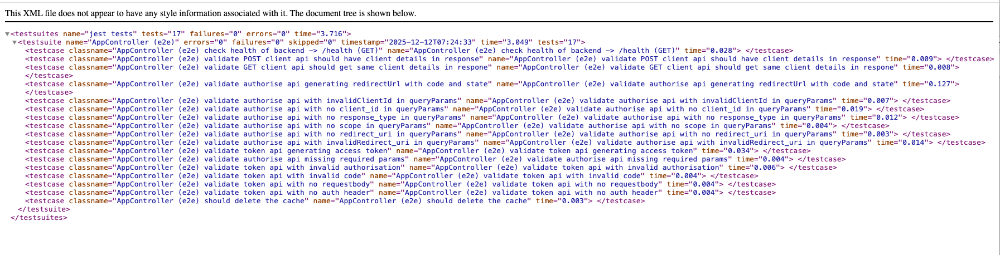 This XML file does not appear to have any style information associated with it. The document tree is shown below.
▼<testsuites name="jest tests" tests="17" failures="0" errors="0" time="3.716">
▼<testsuite name="AppController (e2e)" errors="0" failures="0" skipped="0" timestamp="2025-12-12T07:24:33" time="3.049" tests="17">
<testcase classname="AppController (e2e) check health of backend -> /health (GET)" name="AppController (e2e) check health of backend -> /health (GET)" time="0.028"> </testcase>
<testcase classname="AppController (e2e) validate POST client api should have client details in response" name="AppController (e2e) validate POST client api should have client details in response" time="0.009"> </testcase>
<testcase classname="AppController (e2e) validate GET client api should get same client details in respone" name="AppController (e2e) validate GET client api should get same client details in respone" time="0.008">
</testcase>
<testcase classname="AppController (e2e) validate authorise api generating redirectUrl with code and state" name="AppController (e2e) validate authorise api generating redirectUrl with code and state" time="0.127">
</testcase>
<testcase classname="AppController (e2e) validate authorise api with invalidClientId in queryParams" name="AppController (e2e) validate authorise api with invalidClientId in queryParams" time="0.007"> </testcase>
<testcase classname="AppController (e2e) validate authorise api with no client_id in queryParams" name="AppController (e2e) validate authorise api with no client_id in queryParams" time="0.019"> </testcase>
<testcase classname="AppController (e2e) validate authorise api with no response_type in queryParams" name="AppController (e2e) validate authorise api with no response_type in queryParams" time="0.012"> </testcase>
<testcase classname="AppController (e2e) validate authorise api with no scope in queryParams" name="AppController (e2e) validate authorise api with no scope in queryParams" time="0.004"> </testcase>
<testcase classname="AppController (e2e) validate authorise api with no redirect_uri in queryParams" name="AppController (e2e) validate authorise api with no redirect_uri in queryParams" time="0.003"> </testcase>
<testcase classname="AppController (e2e) validate authorise api with invalidRedirect_uri in queryParams" name="AppController (e2e) validate authorise api with invalidRedirect_uri in queryParams" time="0.014"> </testcase>
<testcase classname="AppController (e2e) validate token api generating access token" name="AppController (e2e) validate token api generating access token" time="0.034"> </testcase>
<testcase classname="AppController (e2e) validate authorise api missing required params" name="AppController (e2e) validate authorise api missing required params" time="0.004"> </testcase>
<testcase classname="AppController (e2e) validate token api with invalid authorisation" name="AppController (e2e) validate token api with invalid authorisation" time="0.006"> </testcase>
<testcase classname="AppController (e2e) validate token api with invalid code" name="AppController (e2e) validate token api with invalid code" time="0.004"> </testcase>
<testcase classname="AppController (e2e) validate token api with no requestbody" name="AppController (e2e) validate token api with no requestbody" time="0.004"> </testcase>
<testcase classname="AppController (e2e) validate token api with no auth header" name="AppController (e2e) validate token api with no auth header" time="0.004"> </testcase>
<testcase classname="AppController (e2e) should delete the cache" name="AppController (e2e) should delete the cache" time="0.003"> </testcase>
</testsuite>
</testsuites>